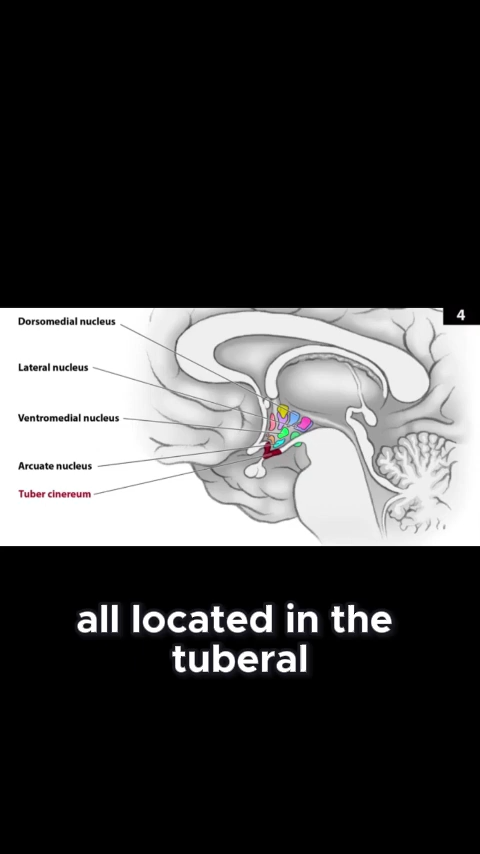 4
Dorsomedial nucleus
Lateral nucleus
Ventromedial nucleus
Arcuate nucleus
Tuber cinereum
all located in the
tuberal